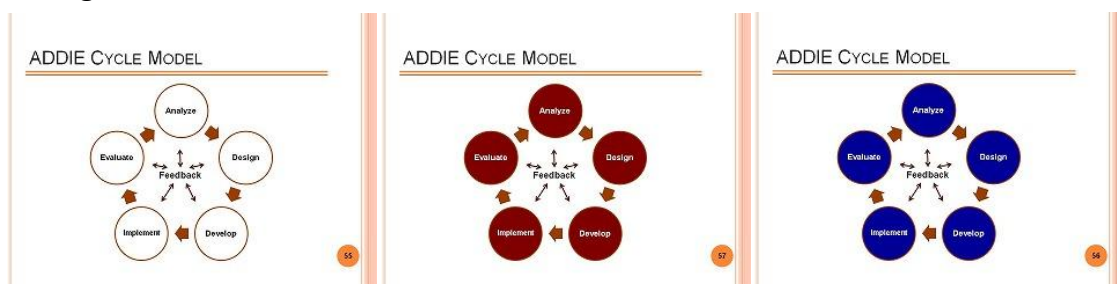 ADDIE CYCLE MODEL
Analyze
Evaluate
Design
Feedback
Implement
Develop
55
ADDIE CYCLE MODEL
Analyze
Evaluate
Design
Feedback
Implement
Develop
57
ADDIE CYCLE MODEL
Analyze
Evaluate
Design
Feedback
Implement
Develop
56